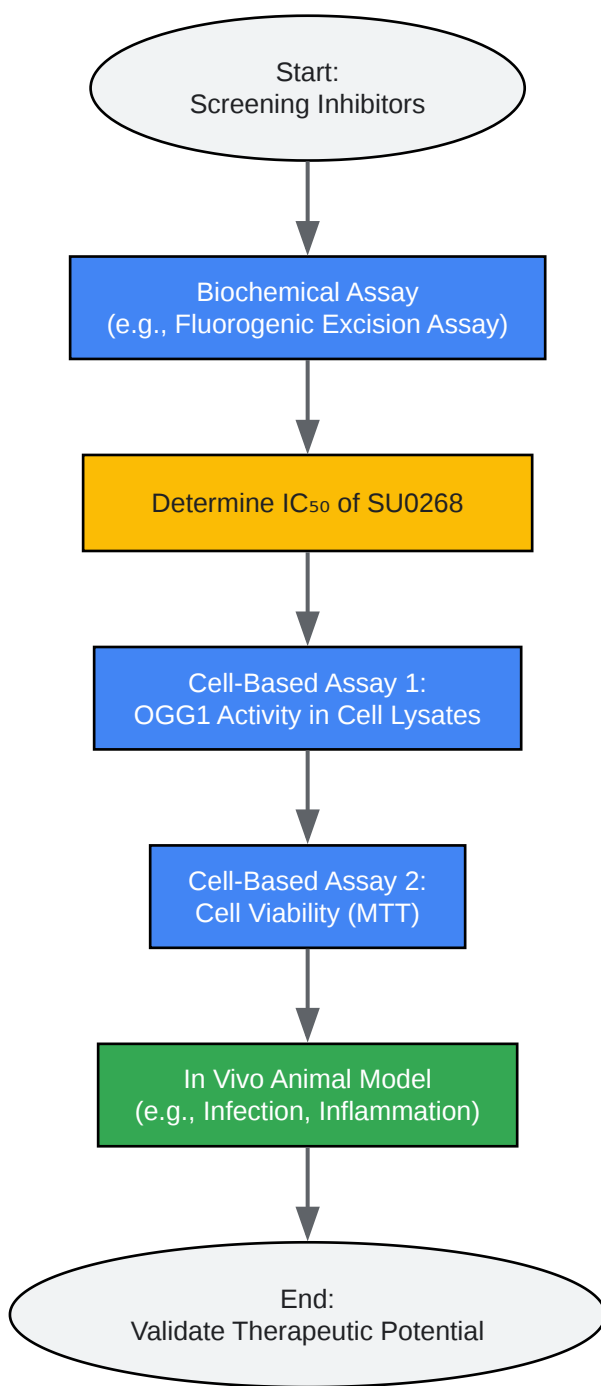 Start:
Screening Inhibitors
Biochemical Assay
(e.g., Fluorogenic Excision Assay)
Determine IC₅₀ of SU0268
Cell-Based Assay 1:
OGG1 Activity in Cell Lysates
Cell-Based Assay 2:
Cell Viability (MTT)
In Vivo Animal Model
(e.g., Infection, Inflammation)
End:
Validate Therapeutic Potential